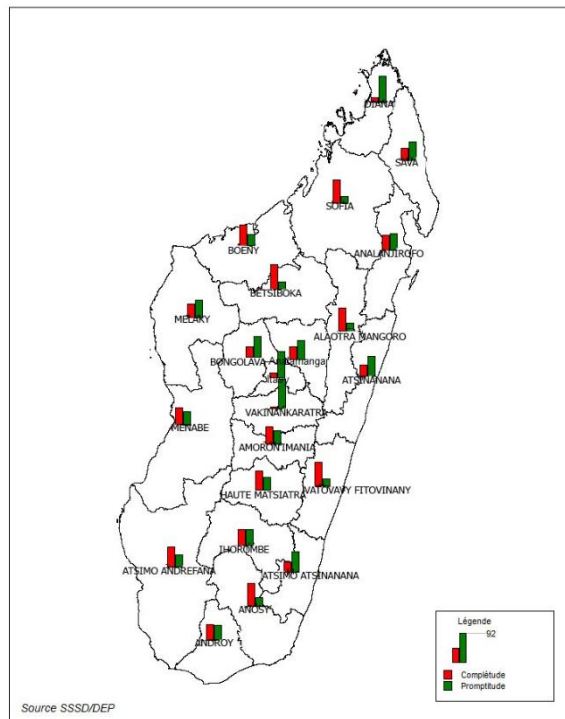 DIANA
SAVA
SOFIA
BOENY
ANALANJIROFO
BETSIBOKA
MELAKY
ALAOTRA MANGORO
BONGOLAVA
Analamanga
Itasy
ATSINANANA
VAKINANKARATRA
MENABE
AMORON'IMANIA
HAUTE MATSIATRA
VATOVAVY FITOVINANY
IHOROMBE
ATSIMO ANDREFANA
ATSIMO ATSINANANA
ANOSY
ANDROY
Légende
92
Complétude
Promptitude
Source SSSD/DEP